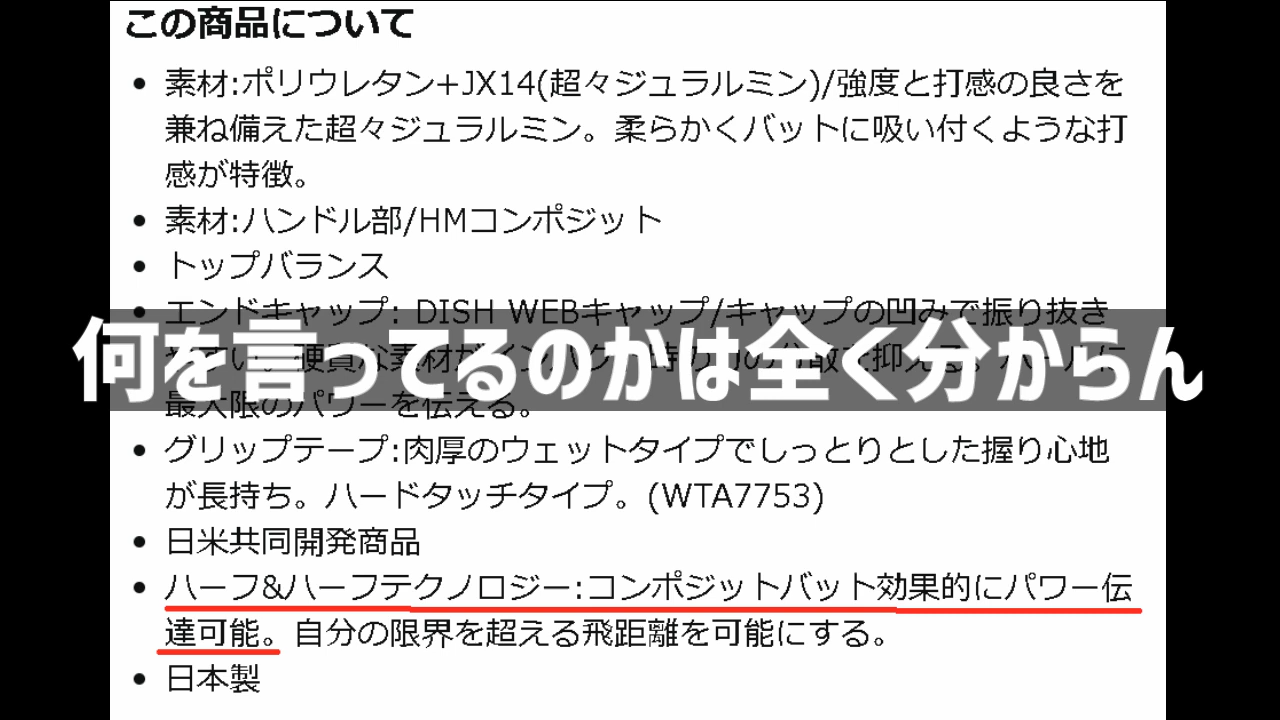 この商品について
• 素材:ポリウレタン+JX14(超々ジュラルミン)/強度と打感の良さを
兼ね備えた超々ジュラルミン。柔らかくバットに吸い付くような打
感が特徴。
• 素材:ハンドル部/HMコンポジット
• トップバランス
• エンドキャップ: DISH WEBキャップ/キャップの凹みで振り抜き
何を言ってるのかは全く分からん
最大限のパワーを伝える。
• グリップテープ:肉厚のウェットタイプでしっとりとした握り心地
が長持ち。ハードタッチタイプ。(WTA7753)
• 日米共同開発商品
• ハーフ&ハーフテクノロジー:コンポジットバット効果的にパワー伝
達可能。自分の限界を超える飛距離を可能にする。
• 日本製